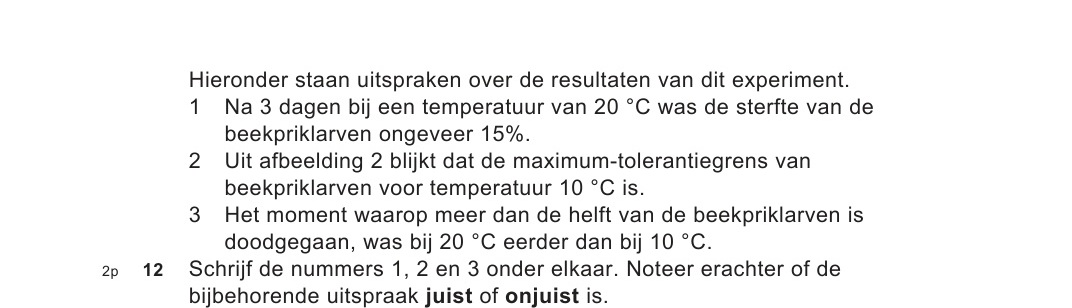 Hieronder staan uitspraken over de resultaten van dit experiment.
1 Na 3 dagen bij een temperatuur van 20 °C was de sterfte van de
beekpriklarven ongeveer 15%.
2 Uit afbeelding 2 blijkt dat de maximum-tolerantiegrens van
beekpriklarven voor temperatuur 10 °C is.
3 Het moment waarop meer dan de helft van de beekpriklarven is
doodgegaan, was bij 20 °C eerder dan bij 10 °C.
2p 12 Schrijf de nummers 1, 2 en 3 onder elkaar. Noteer erachter of de
bijbehorende uitspraak juist of onjuist is.